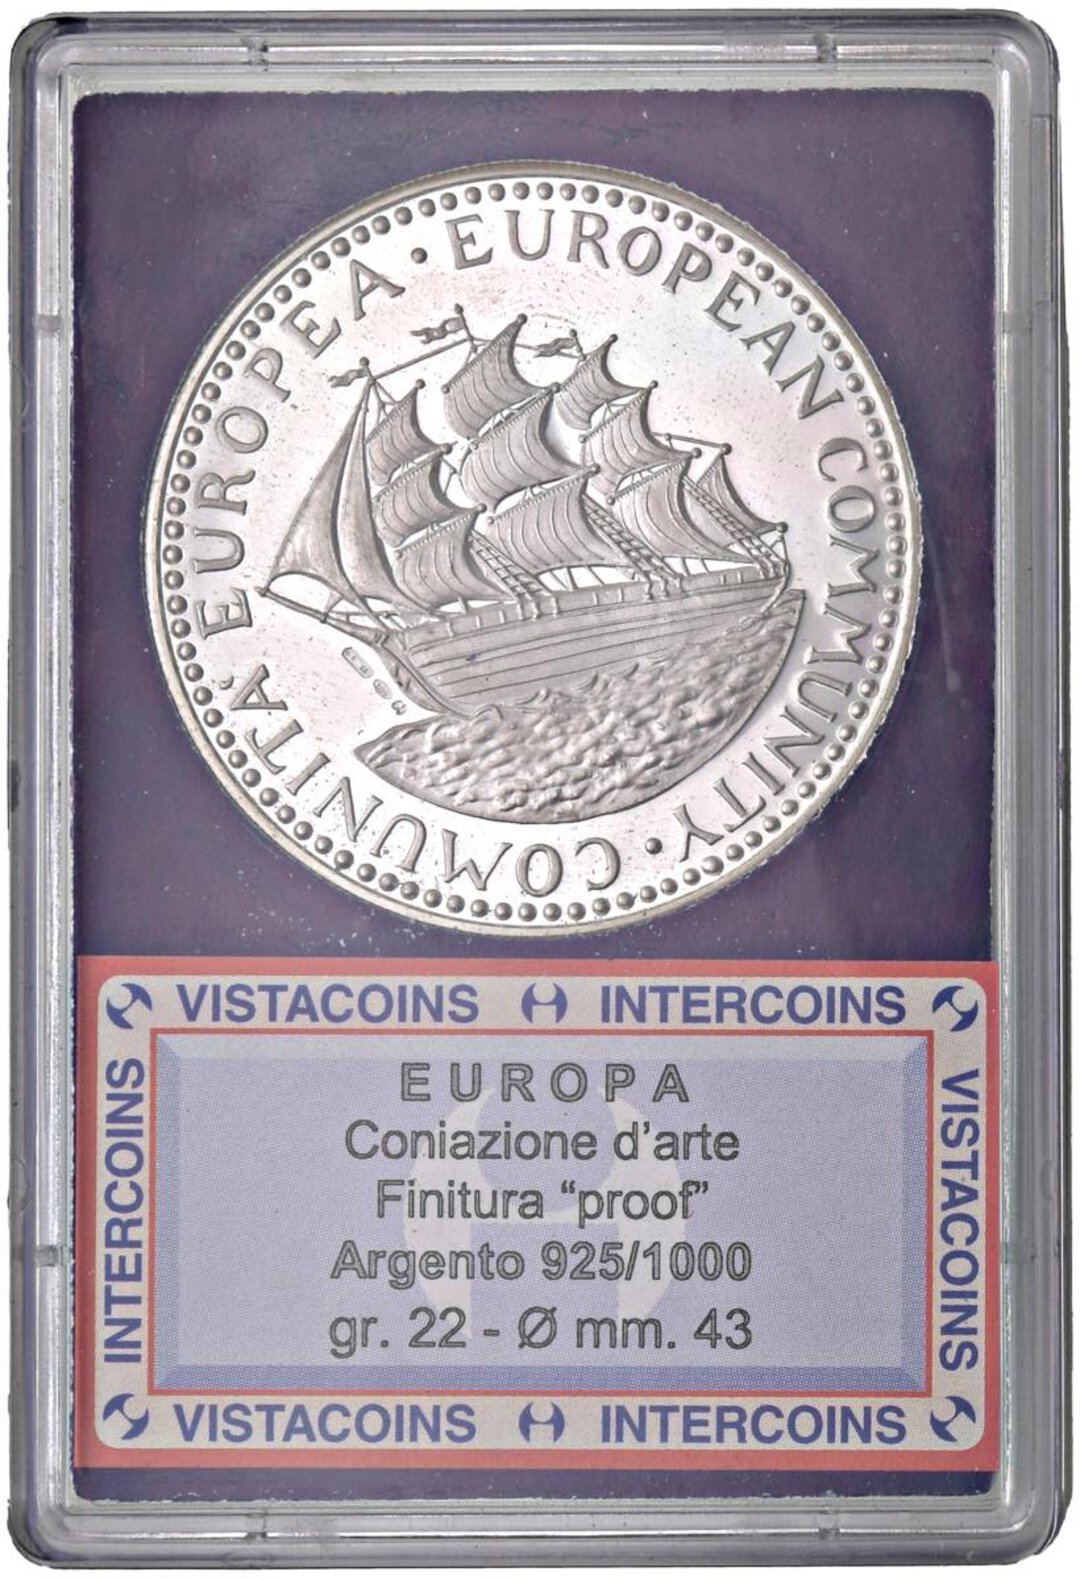 COMUNITA' EUROPEA · EUROPEAN COMMUNITY ·
VISTACOINS INTERCOINS
INTERCOINS
VISTACOINS
EUROPA
Coniazione d'arte
Finitura “proof”
Argento 925/1000
gr. 22 - Ø mm. 43
VISTACOINS INTERCOINS